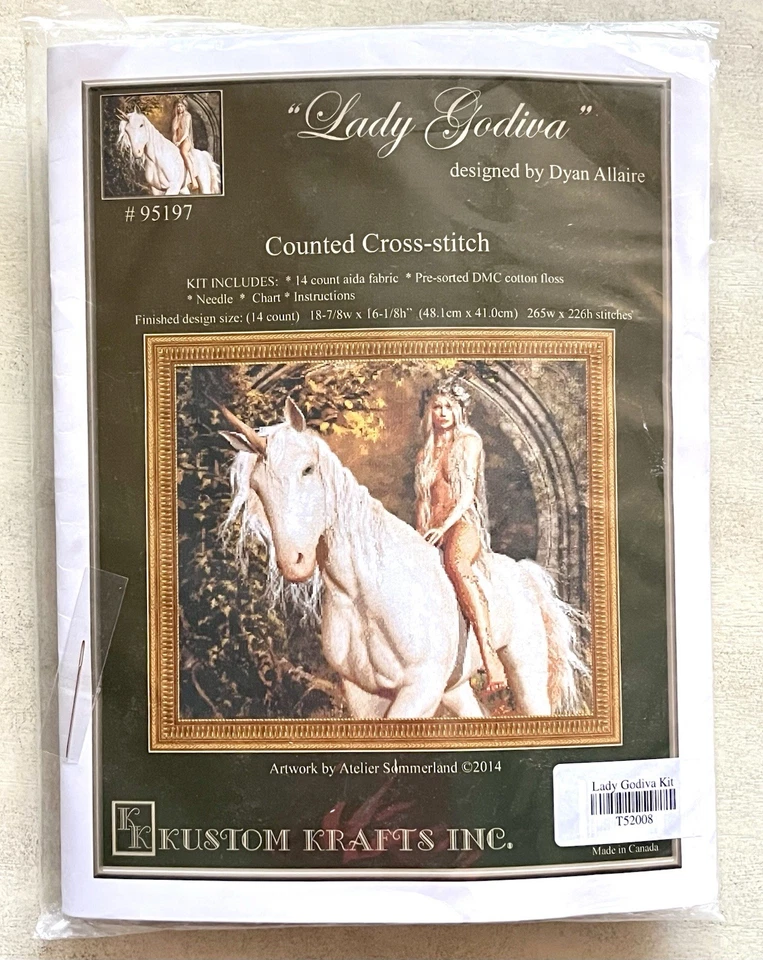 "Lady Godiva"
designed by Dyan Allaire
# 95197
Counted Cross-stitch
KIT INCLUDES: * 14 count aida fabric * Pre-sorted DMC cotton floss
* Needle * Chart * Instructions
Finished design size: (14 count) 18-7/8w x 16-1/8h" (48.1cm x 41.0cm) 265w x 226h stitches
Artwork by Atelier Sommerland ©2014
Lady Godiva Kit
T52008
KK KUSTOM KRAFTS INC.
Made in Canada